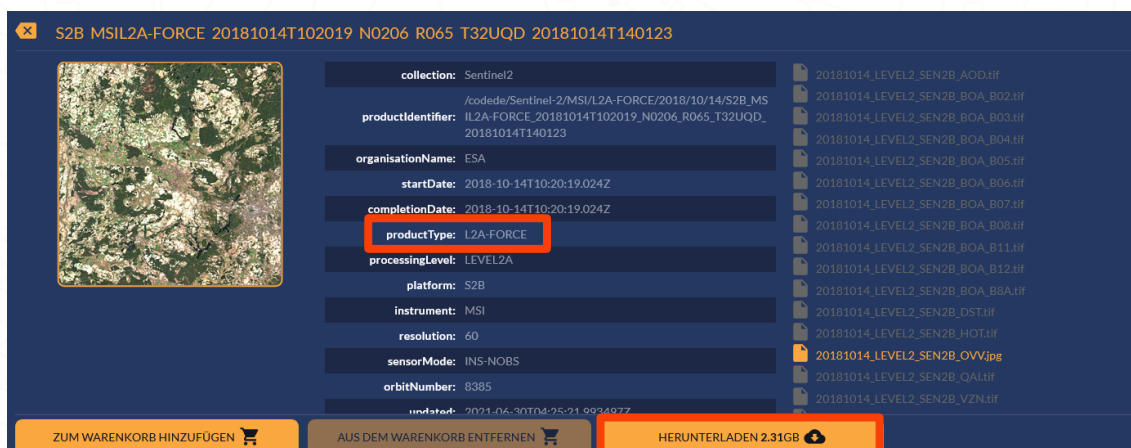 S2B MSIL2A-FORCE 20181014T102019 N0206 R065 T32UQD 20181014T140123
collection: Sentinel2
productIdentifier: /codede/Sentinel-2/MSI/L2A-FORCE/2018/10/14/S2B_MS
IL2A-FORCE_20181014T102019_N0206_R065_T32UQD_
20181014T140123
organisationName: ESA
startDate: 2018-10-14T10:20:19.024Z
completionDate: 2018-10-14T10:20:19.024Z
productType: L2A-FORCE
processingLevel: LEVEL2A
platform: S2B
instrument: MSI
resolution: 60
sensorMode: INS-NOBS
orbitNumber: 8385
updated: 2021-06-30T04:25:21.993497Z
20181014_LEVEL2_SEN2B_AOD.tif
20181014_LEVEL2_SEN2B_BOA_B02.tif
20181014_LEVEL2_SEN2B_BOA_B03.tif
20181014_LEVEL2_SEN2B_BOA_B04.tif
20181014_LEVEL2_SEN2B_BOA_B05.tif
20181014_LEVEL2_SEN2B_BOA_B06.tif
20181014_LEVEL2_SEN2B_BOA_B07.tif
20181014_LEVEL2_SEN2B_BOA_B08.tif
20181014_LEVEL2_SEN2B_BOA_B11.tif
20181014_LEVEL2_SEN2B_BOA_B12.tif
20181014_LEVEL2_SEN2B_BOA_B8A.tif
20181014_LEVEL2_SEN2B_DST.tif
20181014_LEVEL2_SEN2B_HOT.tif
20181014_LEVEL2_SEN2B_OVV.jpg
20181014_LEVEL2_SEN2B_QAI.tif
20181014_LEVEL2_SEN2B_VZN.tif
ZUM WARENKORB HINZUFÜGEN
AUS DEM WARENKORB ENTFERNEN
HERUNTERLADEN 2.31GB